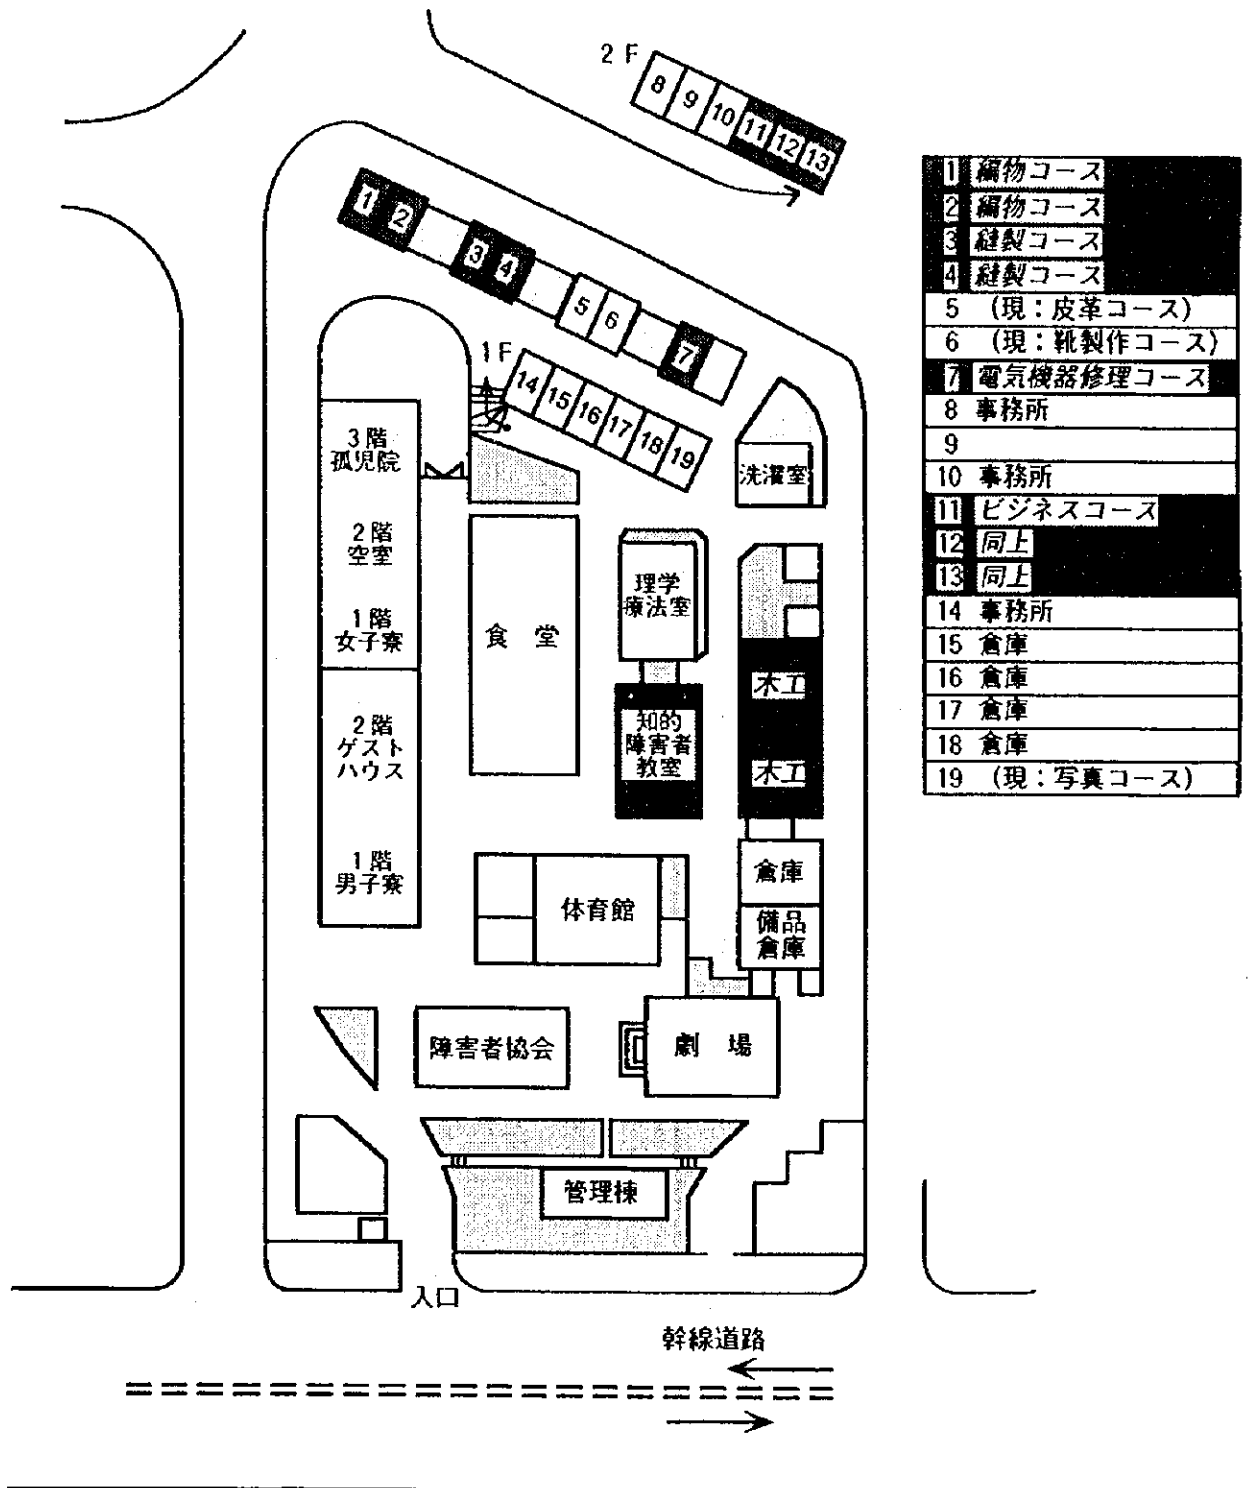 2 F
8 9 10 11 12 13
1 2 3 4 5 6 7
1 F
14 15 16 17 18 19
3階
孤児院
2階
空室
1階
女子寮
2階
ゲスト
ハウス
1階
男子寮
食 堂
洗濯室
理学
療法室
知的
障害者
教室
木工
木工
倉庫
備品
倉庫
体育館
障害者協会
劇 場
管理棟
入口
幹線道路
1 編物コース
2 編物コース
3 縫製コース
4 縫製コース
5 (現:皮革コース)
6 (現:靴製作コース)
7 電気機器修理コース
8 事務所
9
10 事務所
11 ビジネスコース
12 同上
13 同上
14 事務所
15 倉庫
16 倉庫
17 倉庫
18 倉庫
19 (現:写真コース)